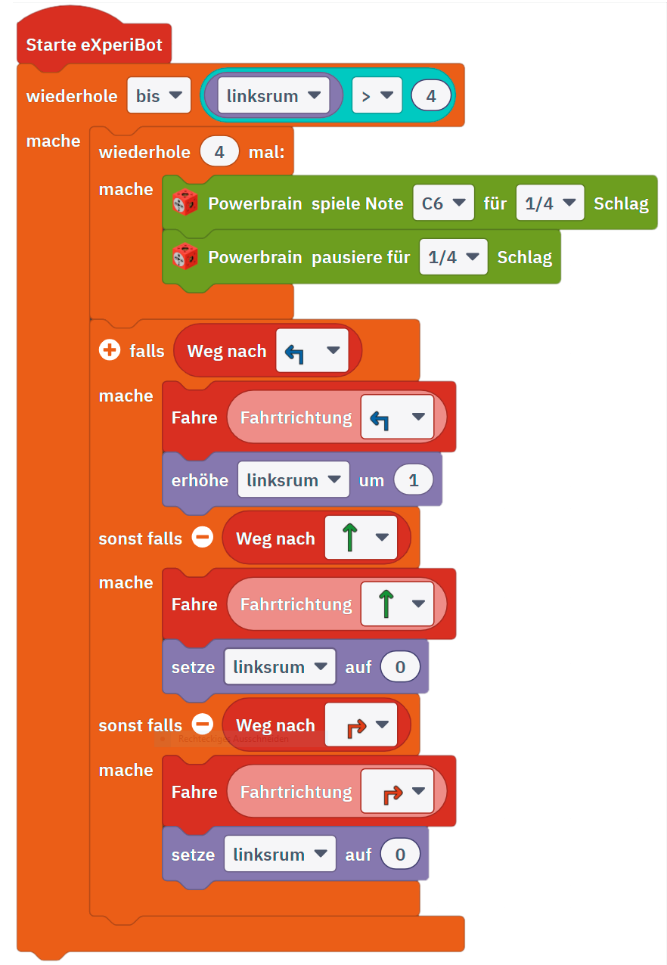 Starte eXperiBot
wiederhole bis linksrum > 4
mache
wiederhole 4 mal:
mache
Powerbrain spiele Note C6 für 1/4 Schlag
Powerbrain pausiere für 1/4 Schlag
falls Weg nach
mache
Fahre Fahrtrichtung
erhöhe linksrum um 1
sonst falls Weg nach
mache
Fahre Fahrtrichtung
setze linksrum auf 0
sonst falls Weg nach
mache
Fahre Fahrtrichtung
setze linksrum auf 0